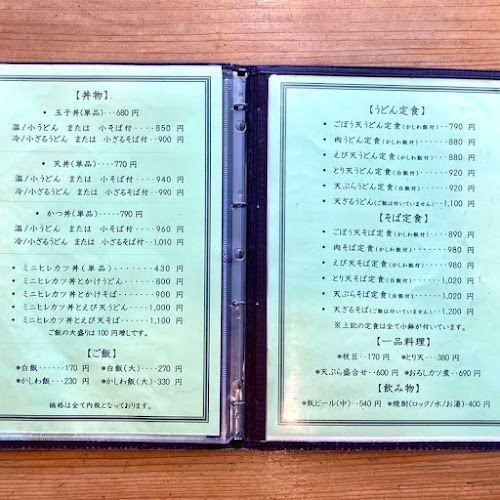 【丼物】
• 玉子丼(単品)‥‥680円
温/小うどん または 小そば付‥‥850 円
冷/小ざるうどん または 小ざるそば付‥900 円
• 天丼(単品)‥‥770円
温/小うどん または 小そば付‥‥940 円
冷/小ざるうどん または 小ざるそば付‥990 円
• かつ丼(単品)‥‥‥790円
温/小うどん または 小そば付‥‥960 円
冷/小ざるうどん または 小ざるそば付‥1,010 円
• ミニヒレカツ丼(単品)‥‥‥‥430 円
• ミニヒレカツ丼とかけうどん‥‥‥800 円
• ミニヒレカツ丼とかけそば‥‥‥‥900 円
• ミニヒレカツ丼とえび天うどん‥‥1,000 円
• ミニヒレカツ丼とえび天そば‥‥‥1,100 円
ご飯の大盛りは 100 円増しです。
【ご飯】
*白飯‥‥‥170 円 *白飯(大)‥‥270 円
*かしわ飯‥230 円 *かしわ飯(大)‥330 円
価格は全て内税となっております。
【うどん定食】
• ごぼう天うどん定食(かしわ飯付)‥‥790 円
• 肉うどん定食(かしわ飯付)‥‥‥‥880 円
• えび天うどん定食(かしわ飯付)‥‥‥880 円
• とり天うどん定食(白飯付)‥‥‥‥920 円
• 天ぷらうどん定食(白飯付)‥‥‥‥920 円
• 天ざるうどん(ご飯は付いていません)‥1,100 円
【そば定食】
• ごぼう天そば定食(かしわ飯付)‥‥890 円
• 肉そば定食(かしわ飯付)‥‥‥‥980 円
• えび天そば定食(かしわ飯付)‥‥‥980 円
• とり天そば定食(白飯付)‥‥‥‥1,020 円
• 天ぷらそば定食(白飯付)‥‥‥‥1,020 円
• 天ざるそば(ご飯は付いていません)‥1,200 円
※上記の定食は全て小鉢が付いています。
【一品料理】
*枝豆‥170 円 *とり天‥‥380 円
*天ぷら盛合せ‥600 円 *おろしカツ煮‥690 円
【飲み物】
*瓶ビール(中)‥540 円 *焼酎(ロック/水/お湯)‥400 円